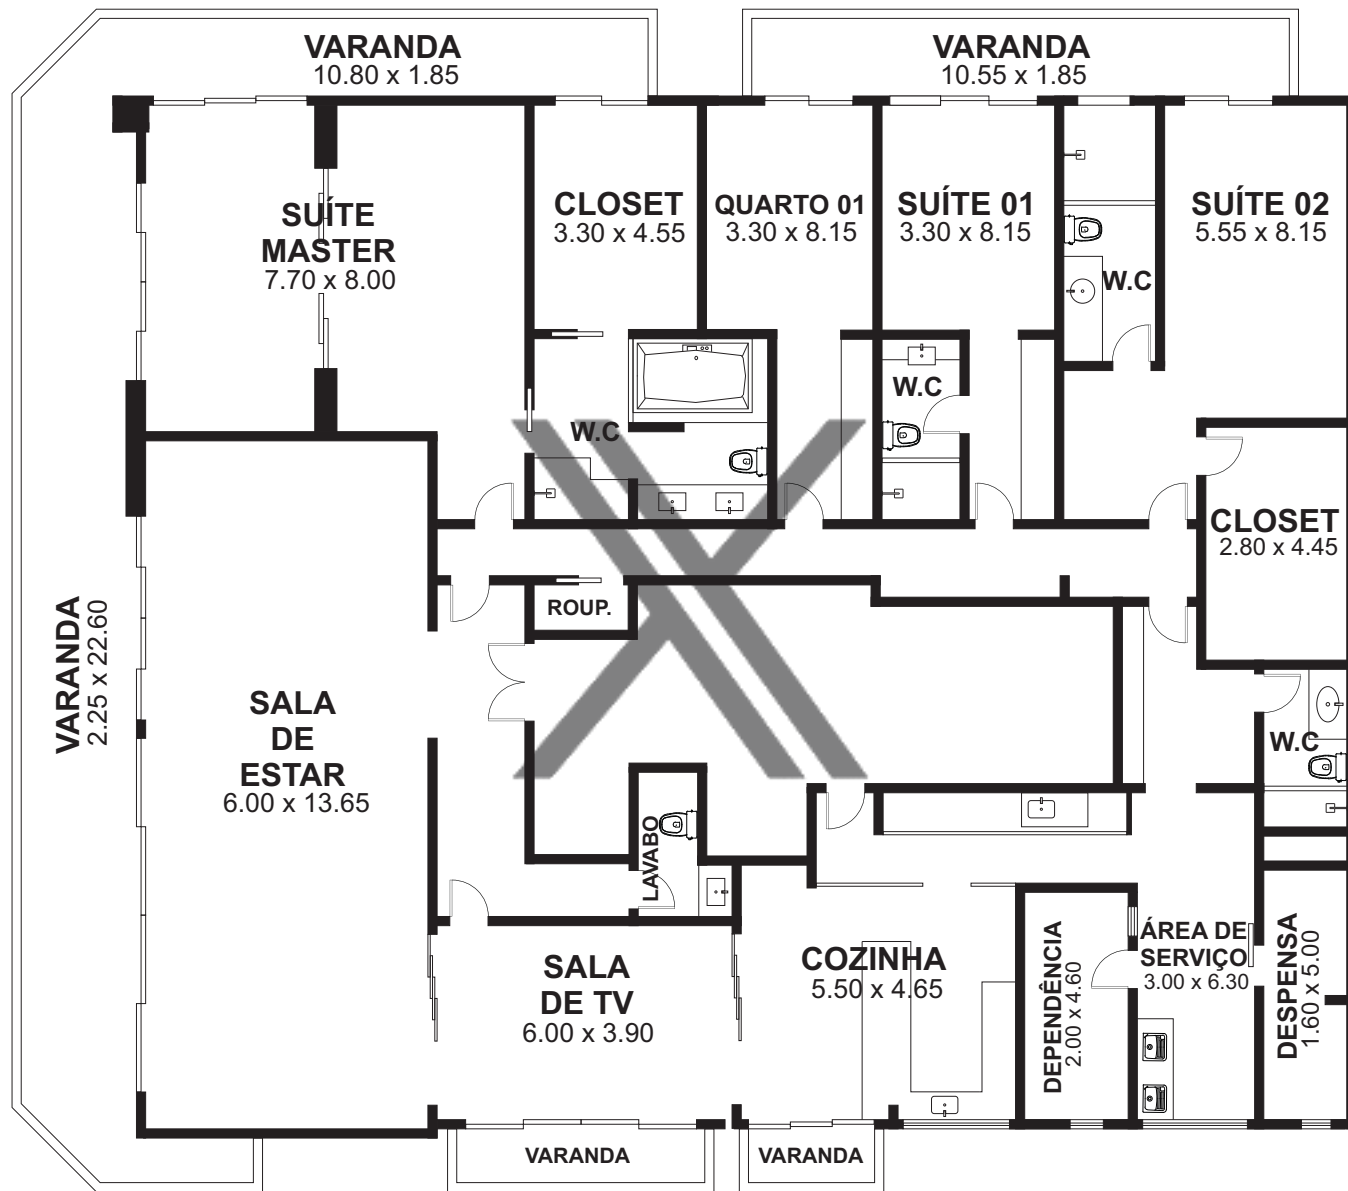 VARANDA
10.80 x 1.85
VARANDA
10.55 x 1.85
SUÍTE
MASTER
7.70 x 8.00
CLOSET
3.30 x 4.55
QUARTO 01
3.30 x 8.15
SUÍTE 01
3.30 x 8.15
SUÍTE 02
5.55 x 8.15
W.C
W.C
W.C
CLOSET
2.80 x 4.45
ROUP.
VARANDA
2.25 x 22.60
SALA
DE
ESTAR
6.00 x 13.65
W.C
LAVABO
SALA
DE TV
6.00 x 3.90
COZINHA
5.50 x 4.65
DEPENDÊNCIA
2.00 x 4.60
ÁREA DE
SERVIÇO
3.00 x 6.30
DESPENSA
1.60 x 5.00
VARANDA
VARANDA